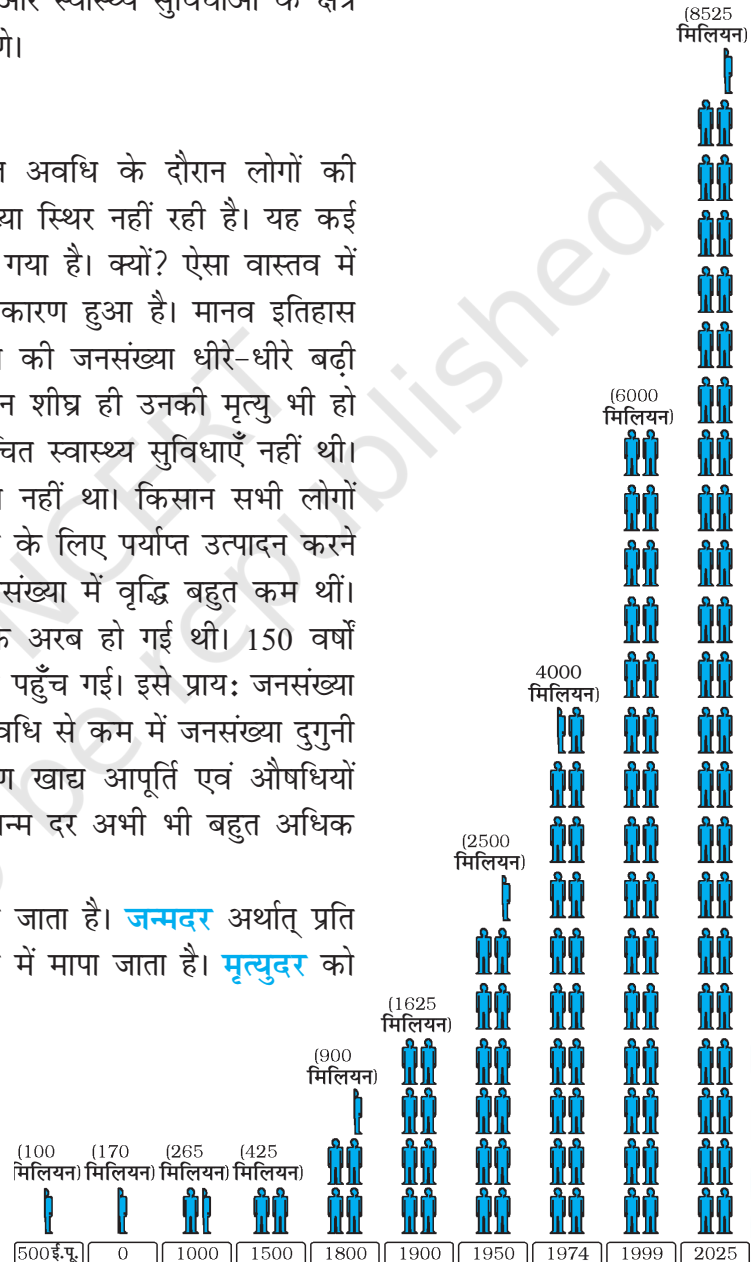 और स्वास्थ्य सुविधाओं के क्षेत्र
णे।
अवधि के दौरान लोगों की
ख्या स्थिर नहीं रही है। यह कई
गया है। क्यों? ऐसा वास्तव में
कारण हुआ है। मानव इतिहास
की जनसंख्या धीरे-धीरे बढ़ी
न शीघ्र ही उनकी मृत्यु भी हो
चित स्वास्थ्य सुविधाएँ नहीं थी।
नहीं था। किसान सभी लोगों
के लिए पर्याप्त उत्पादन करने
संख्या में वृद्धि बहुत कम थीं।
क अरब हो गई थी। 150 वर्षों
पहुँच गई। इसे प्राय: जनसंख्या
वधि से कम में जनसंख्या दुगुनी
ण खाद्य आपूर्ति एवं औषधियों
न्म दर अभी भी बहुत अधिक
जाता है। जन्मदर अर्थात् प्रति
में मापा जाता है। मृत्युदर को
(8525
मिलियन)
(6000
मिलियन)
4000
मिलियन)
(2500
मिलियन)
(1625
मिलियन)
(900
मिलियन)
(100 (170 (265 (425
मिलियन) मिलियन) मिलियन) मिलियन)
500ई.पू. 0 1000 1500 1800 1900 1950 1974 1999 2025
NCERT
be republished